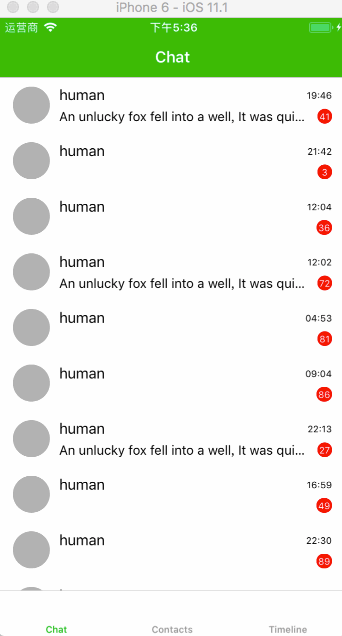 iPhone 6 - iOS 11.1
运营商 下午5:36
Chat
human 19:46
An unlucky fox fell into a well, It was qui... 41
human 21:42
3
human 12:04
36
human 12:02
An unlucky fox fell into a well, It was qui... 72
human 04:53
81
human 09:04
86
human 22:13
An unlucky fox fell into a well, It was qui... 27
human 16:59
49
human 22:30
89
Chat Contacts Timeline